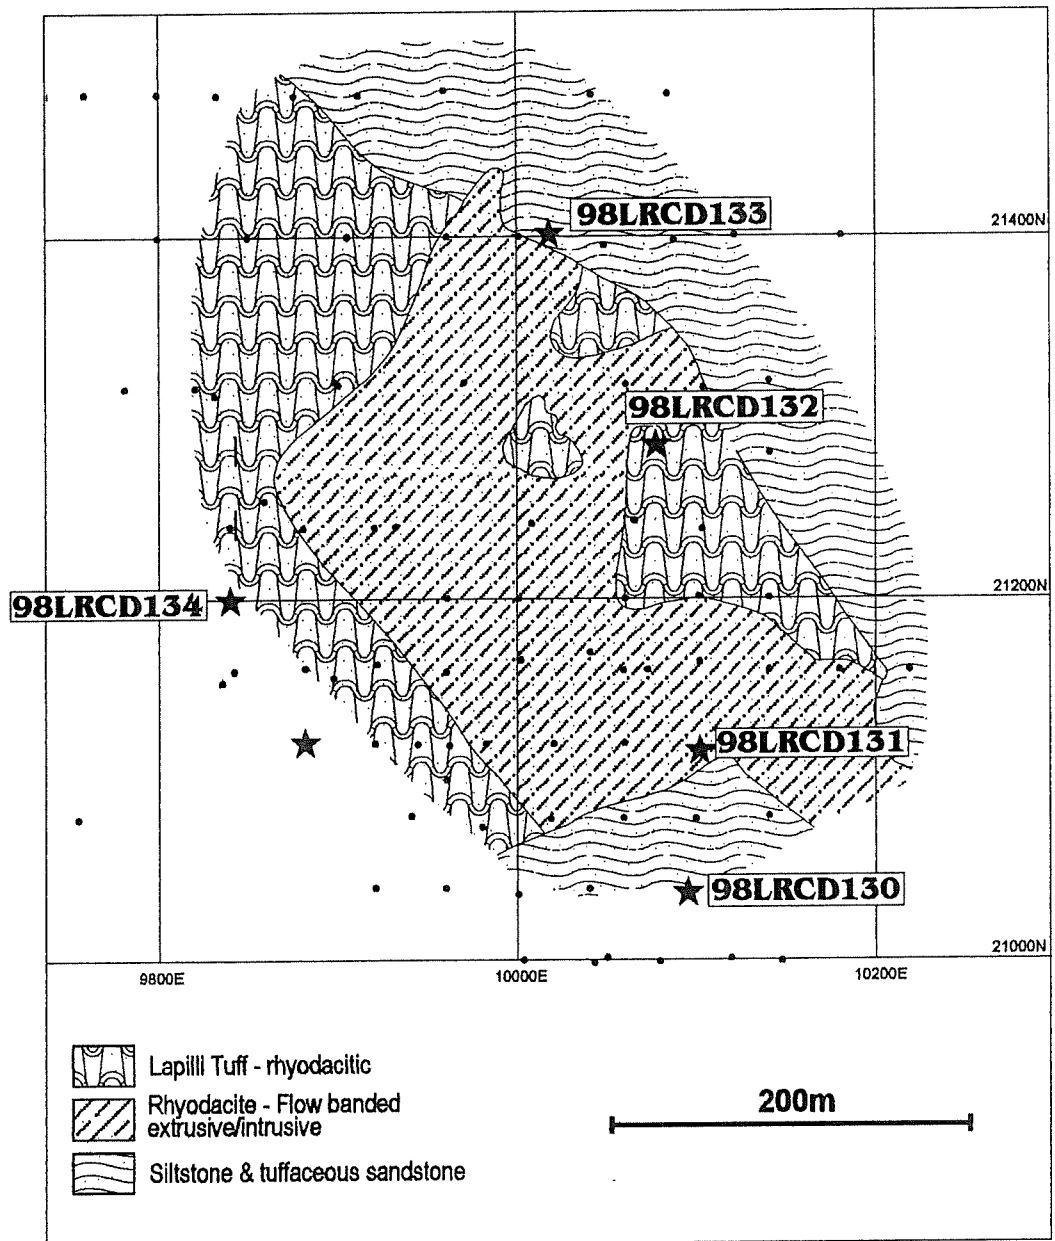 98LRCD133
21400N
98LRCD132
98LRCD134
21200N
98LRCD131
98LRCD130
21000N
9800E
10000E
10200E
Lapilli Tuff - rhyodacitic
Rhyodacite - Flow banded
extrusive/intrusive
Siltstone & tuffaceous sandstone
200m